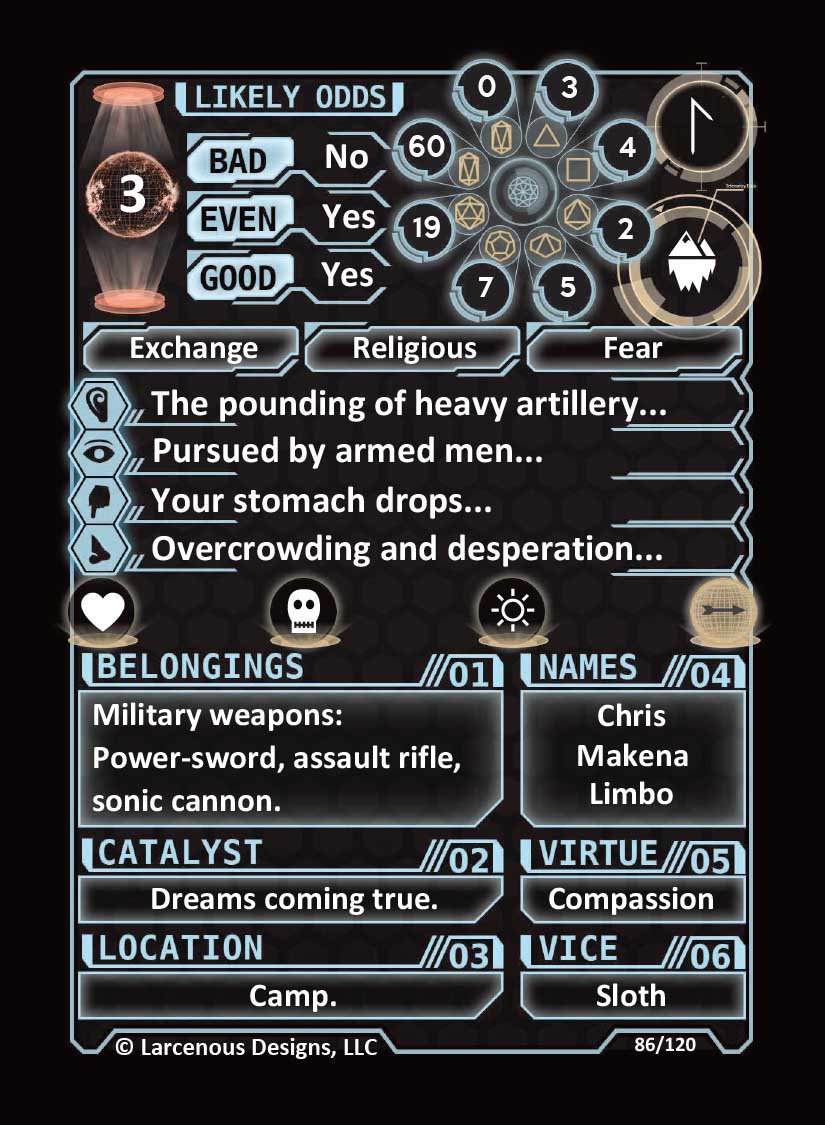 LIKELY ODDS
3
BAD No
EVEN Yes
GOOD Yes
0
3
60
4
19
2
7
5
Exchange
Religious
Fear
The pounding of heavy artillery...
Pursued by armed men...
Your stomach drops...
Overcrowding and desperation...
BELONGINGS ///01
Military weapons:
Power-sword, assault rifle,
sonic cannon.
NAMES ///04
Chris
Makena
Limbo
CATALYST ///02
Dreams coming true.
VIRTUE ///05
Compassion
LOCATION ///03
Camp.
VICE ///06
Sloth
© Larcenous Designs, LLC
86/120